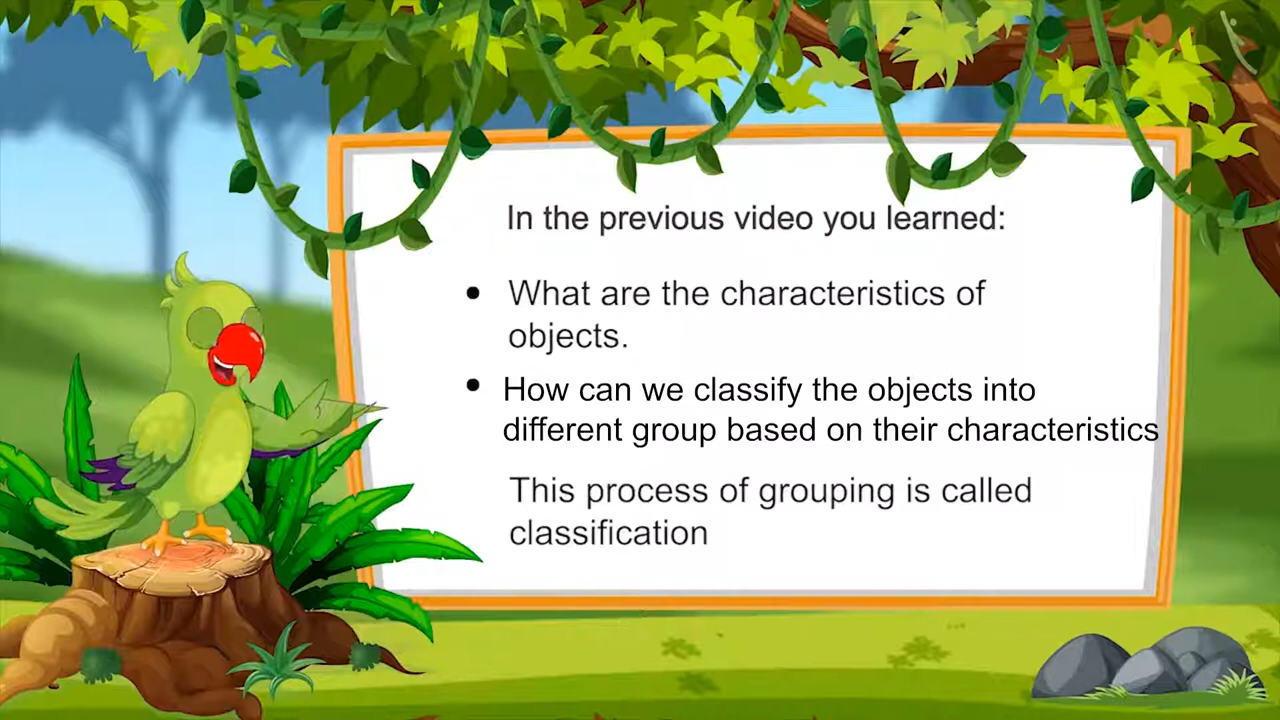 In the previous video you learned:
• What are the characteristics of
objects.
• How can we classify the objects into
different group based on their characteristics
This process of grouping is called
classification